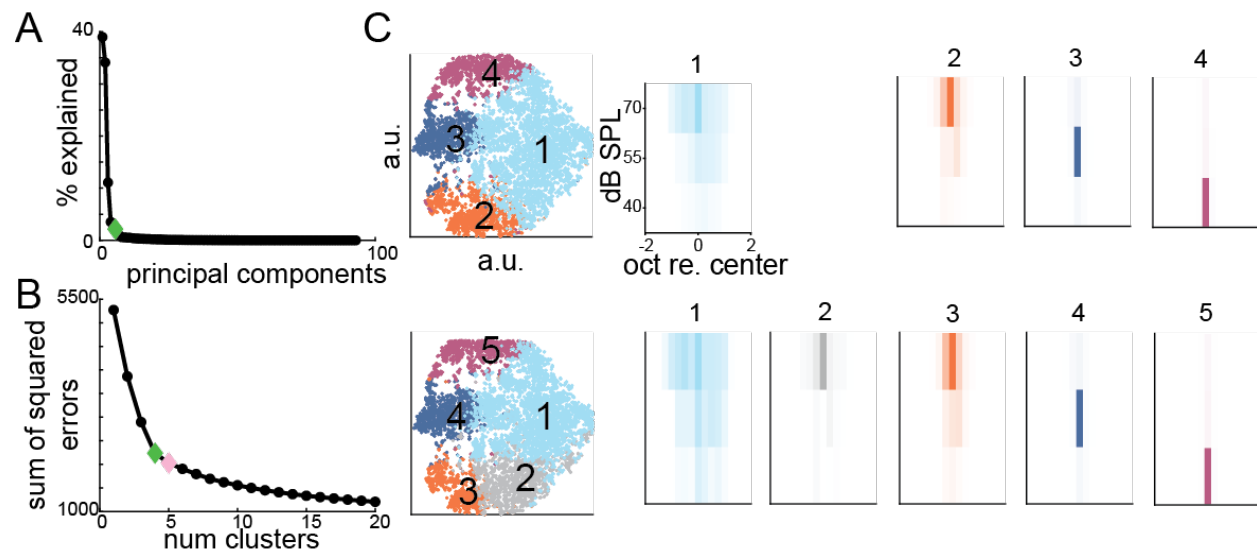 A
40
% explained
0
100
principal components
B
5500
sum of squared
errors
1000
0
5
10
15
20
num clusters
C
a.u.
4
3
1
2
a.u.
1
dB SPL
70
55
40
-2
0
2
oct re. center
2
3
4
5
4
1
2
3
1
2
3
4
5